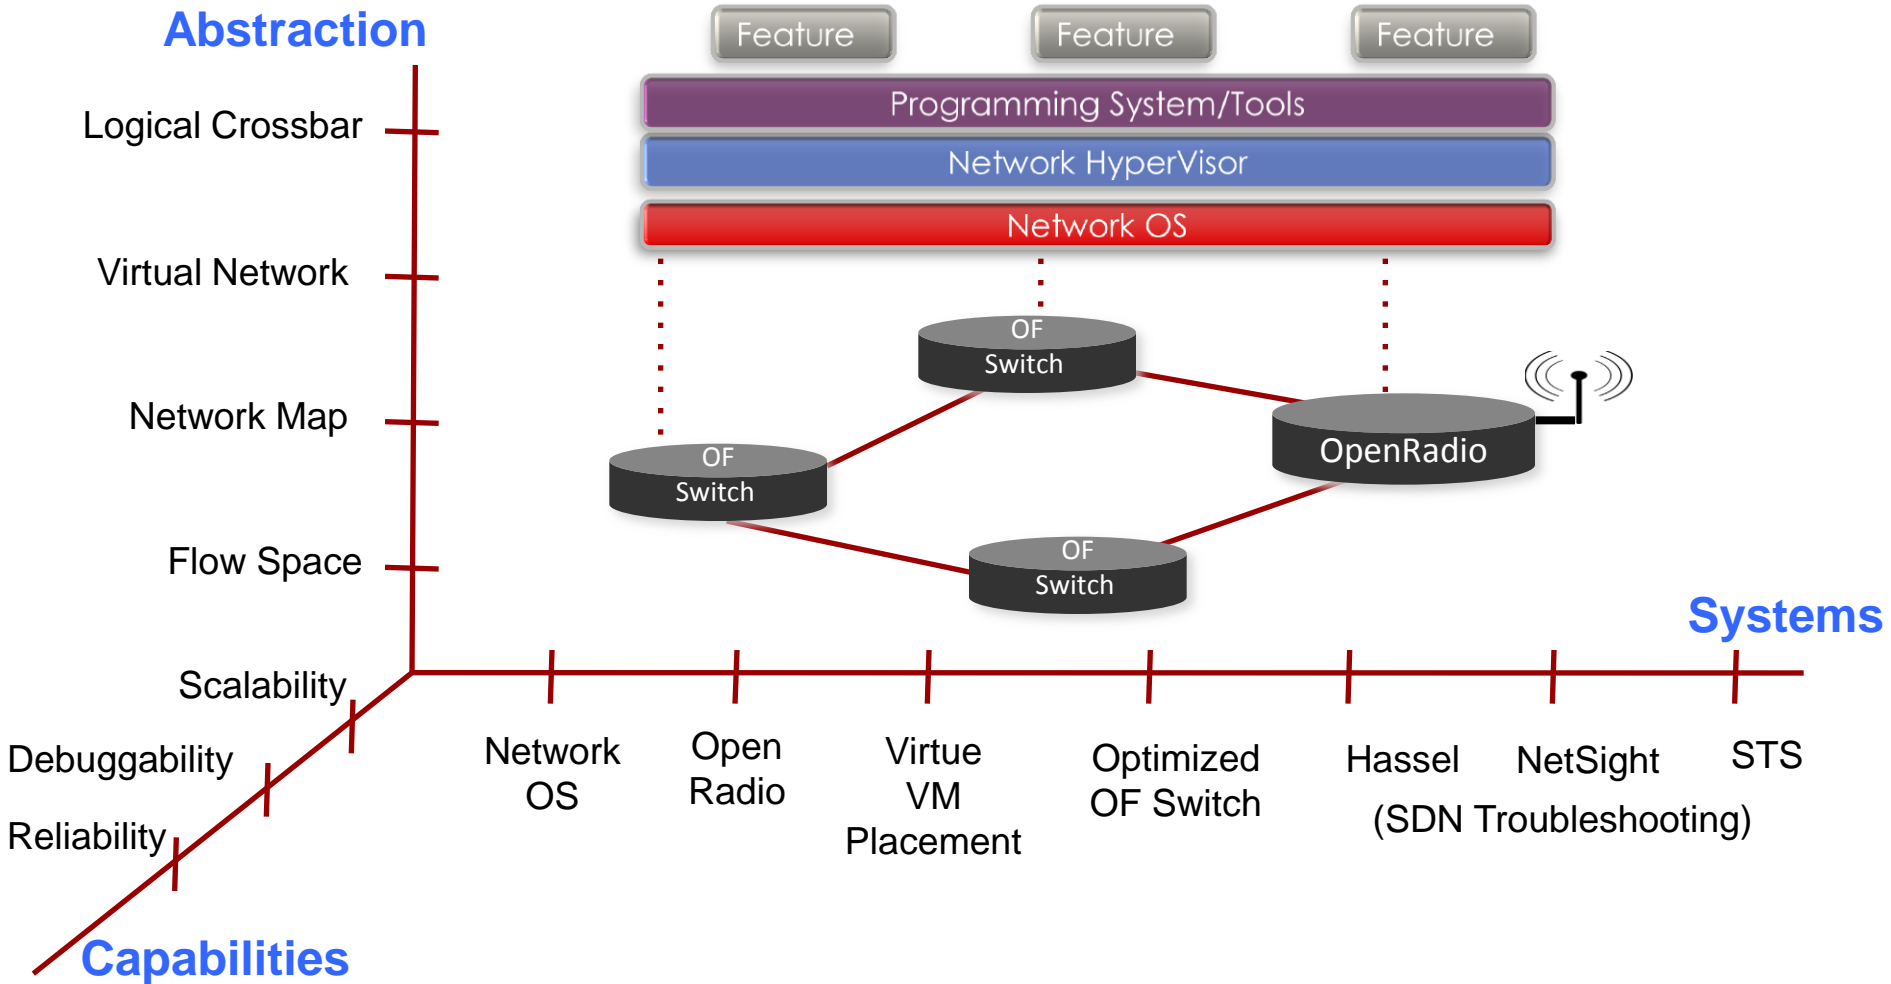 Abstraction
Feature
Feature
Feature
Programming System/Tools
Network HyperVisor
Network OS
Logical Crossbar
Virtual Network
Network Map
Flow Space
OF
Switch
OF
Switch
OpenRadio
OF
Switch
Systems
Scalability
Debuggability
Reliability
Capabilities
Network
OS
Open
Radio
Virtue
VM
Placement
Optimized
OF Switch
Hassel
NetSight
STS
(SDN Troubleshooting)